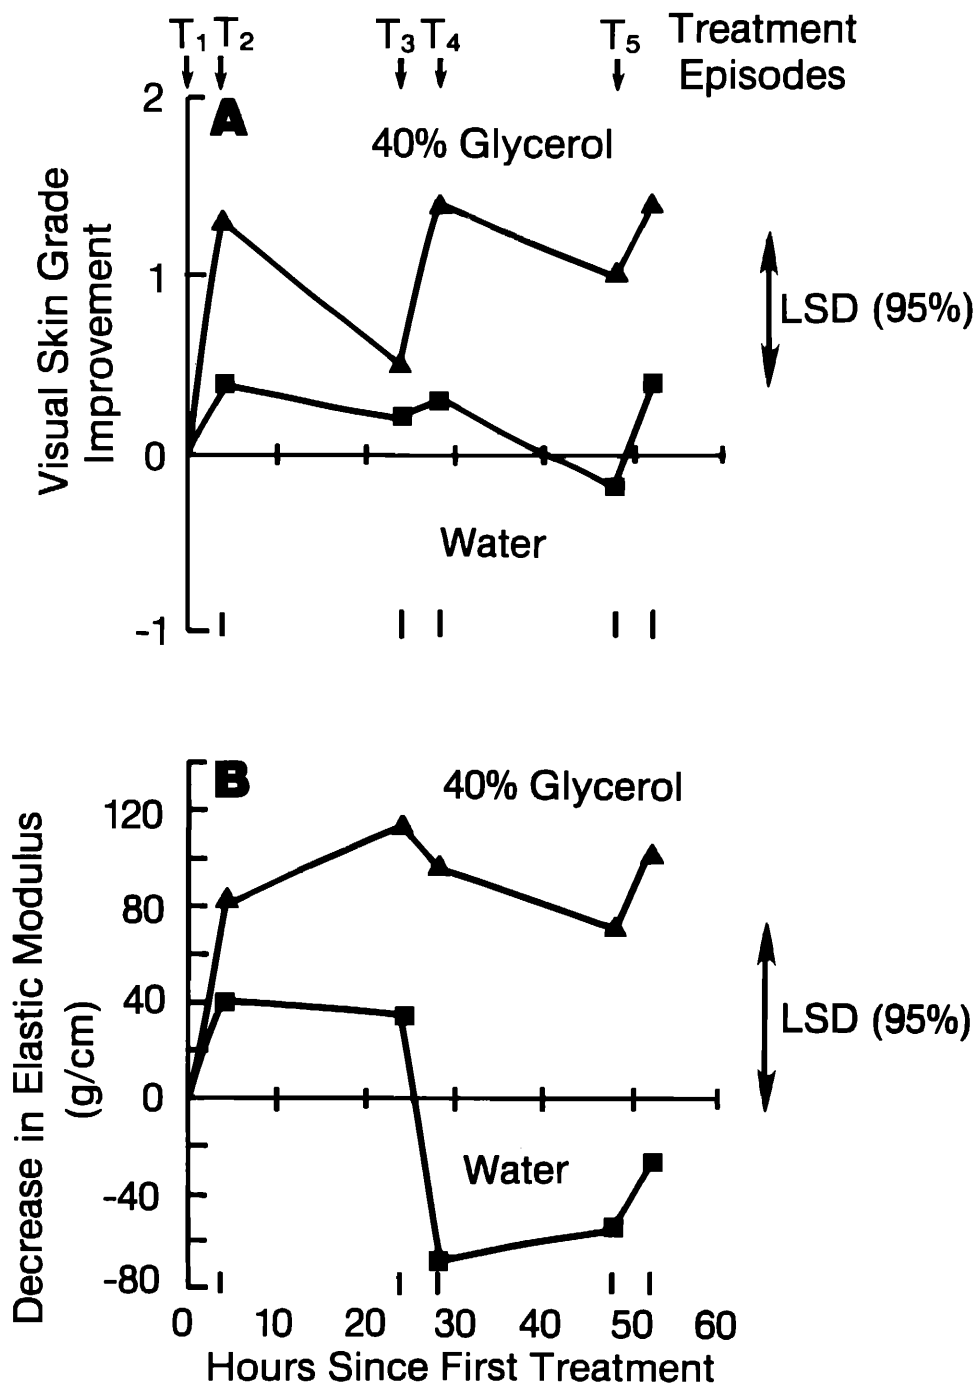 T1 T2 T3 T4 T5 Treatment
Episodes
2
A
40% Glycerol
1
LSD (95%)
0
Water
-1
Visual Skin Grade
Improvement
B
40% Glycerol
120
80
40
LSD (95%)
0
Water
-40
-80
Decrease in Elastic Modulus
(g/cm)
0 10 20 30 40 50 60
Hours Since First Treatment